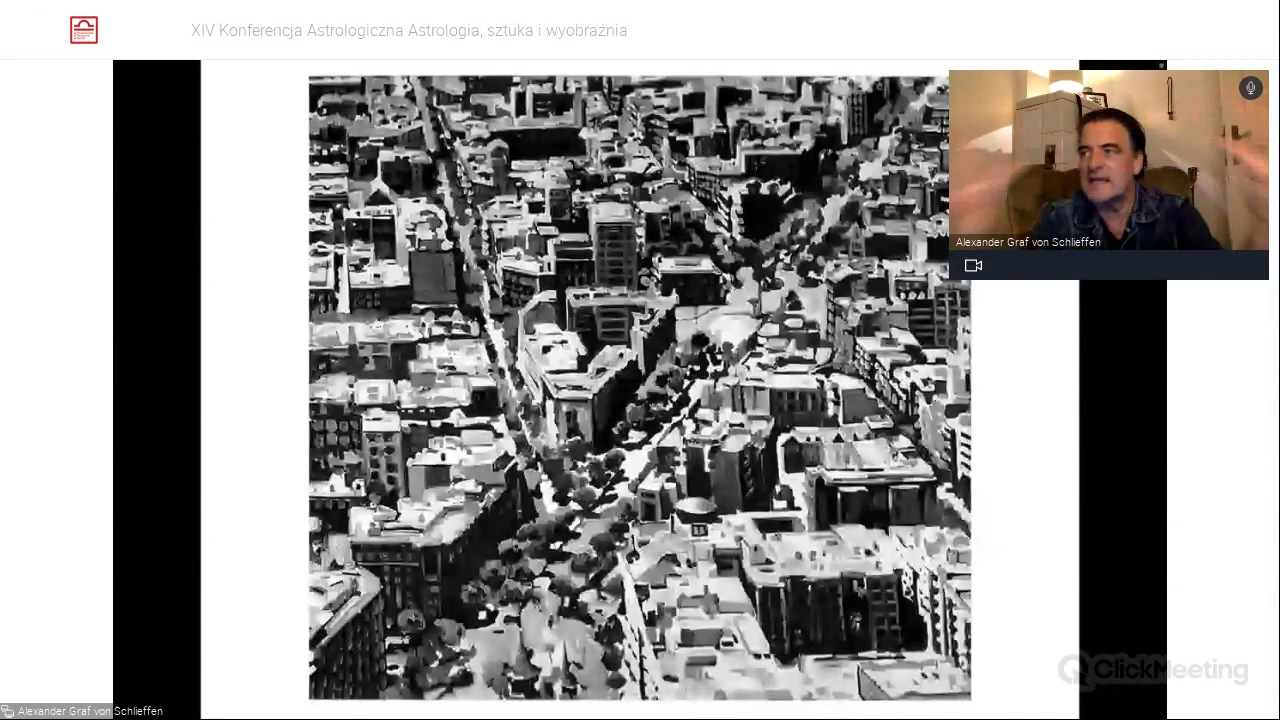 XIV Konferencja Astrologiczna Astrologia, sztuka i wyobraźnia
Alexander Graf von Schlieffen
ClickMeeting
Alexander Graf von Schlieffen